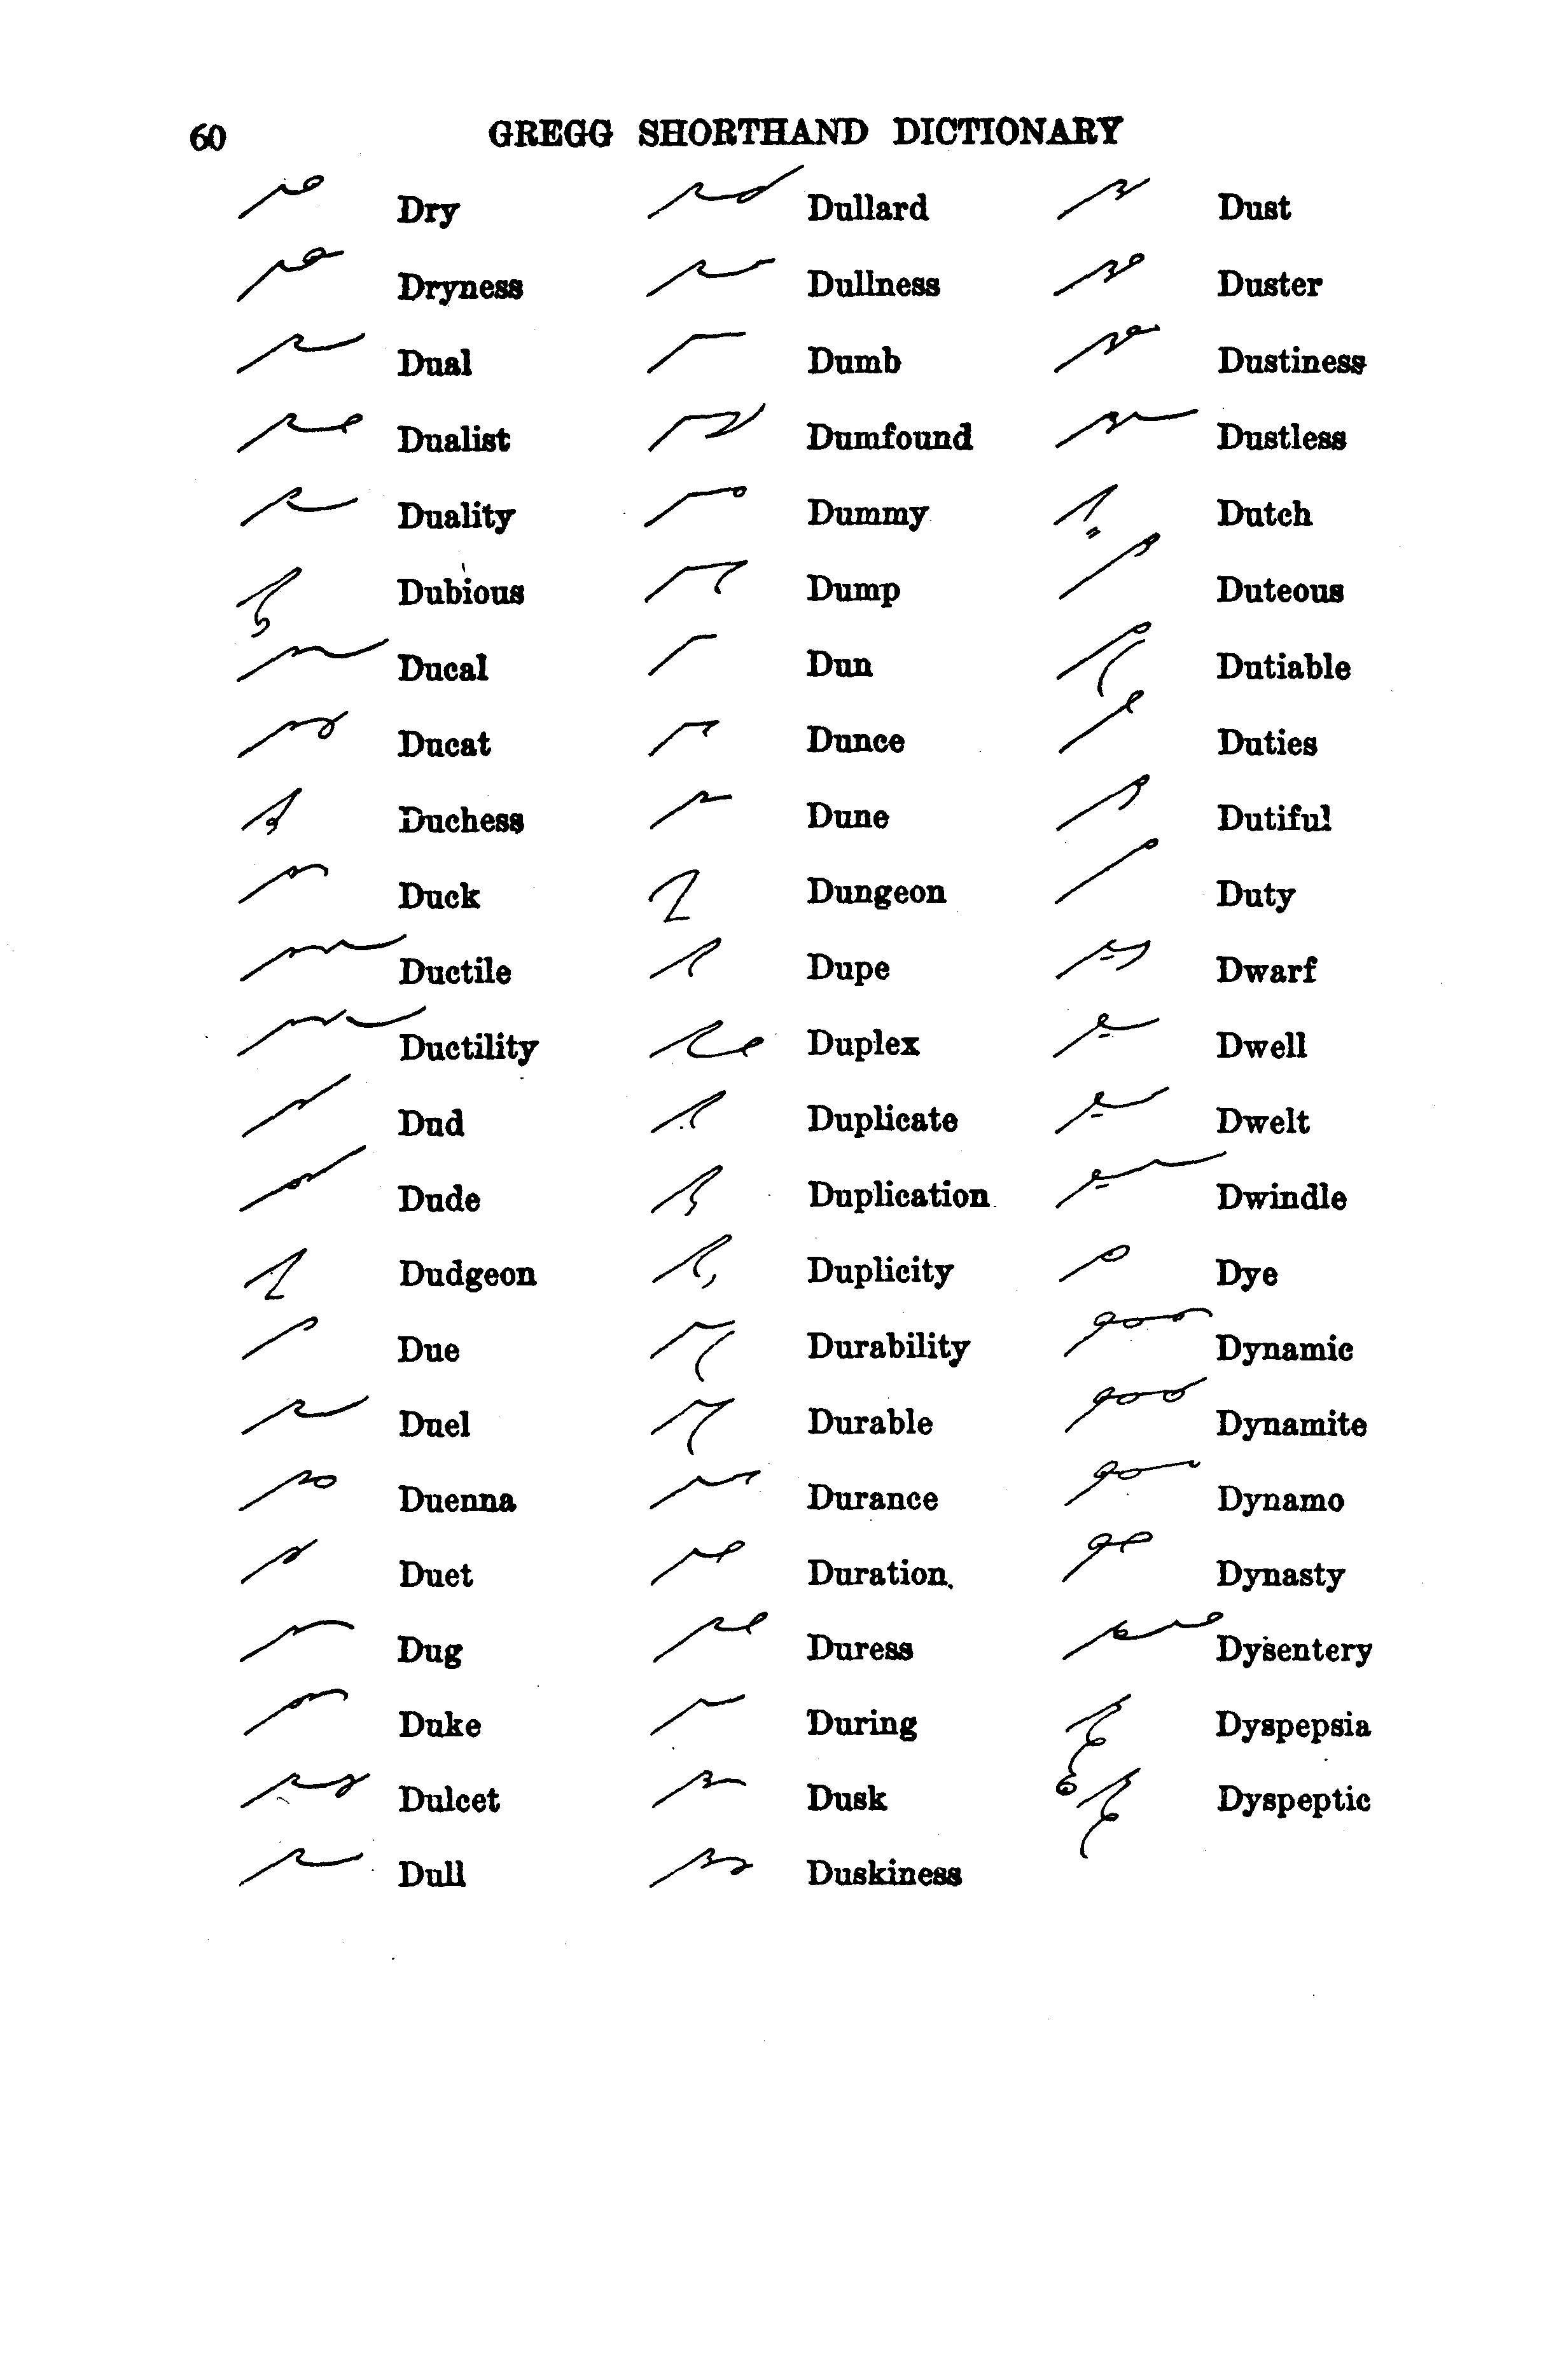 60 GREGG SHORTHAND DICTIONARY
Dry
Dryness
Dual
Dualist
Duality
Dubious
Ducal
Ducat
Duchess
Duck
Ductile
Ductility
Dud
Dude
Dudgeon
Due
Duel
Duenna
Duet
Dug
Duke
Dulcet
Dull
Dullard
Dullness
Dumb
Dumfound
Dummy
Dump
Dun
Dunce
Dune
Dungeon
Dupe
Duplex
Duplicate
Duplication
Duplicity
Durability
Durable
Durance
Duration
Duress
During
Dusk
Duskiness
Dust
Duster
Dustiness
Dustless
Dutch
Duteous
Dutiable
Duties
Dutiful
Duty
Dwarf
Dwell
Dwelt
Dwindle
Dye
Dynamic
Dynamite
Dynamo
Dynasty
Dysentery
Dyspepsia
Dyspeptic